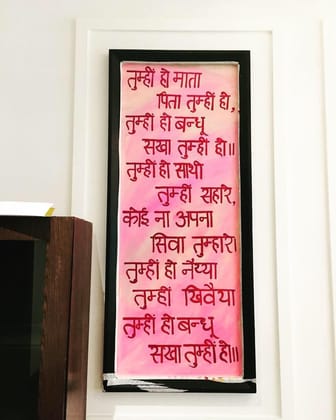 तुम्हीं हो माता
पिता तुम्हीं हो,
तुम्हीं हो बन्धू
सखा तुम्हीं हो॥
तुम्हीं हो साथी
तुम्हीं सहारे,
कोई ना अपना
सिवा तुम्हारे।
तुम्हीं हो नैय्या
तुम्हीं खिवैया
तुम्हीं हो बन्धू
सखा तुम्हीं हो॥